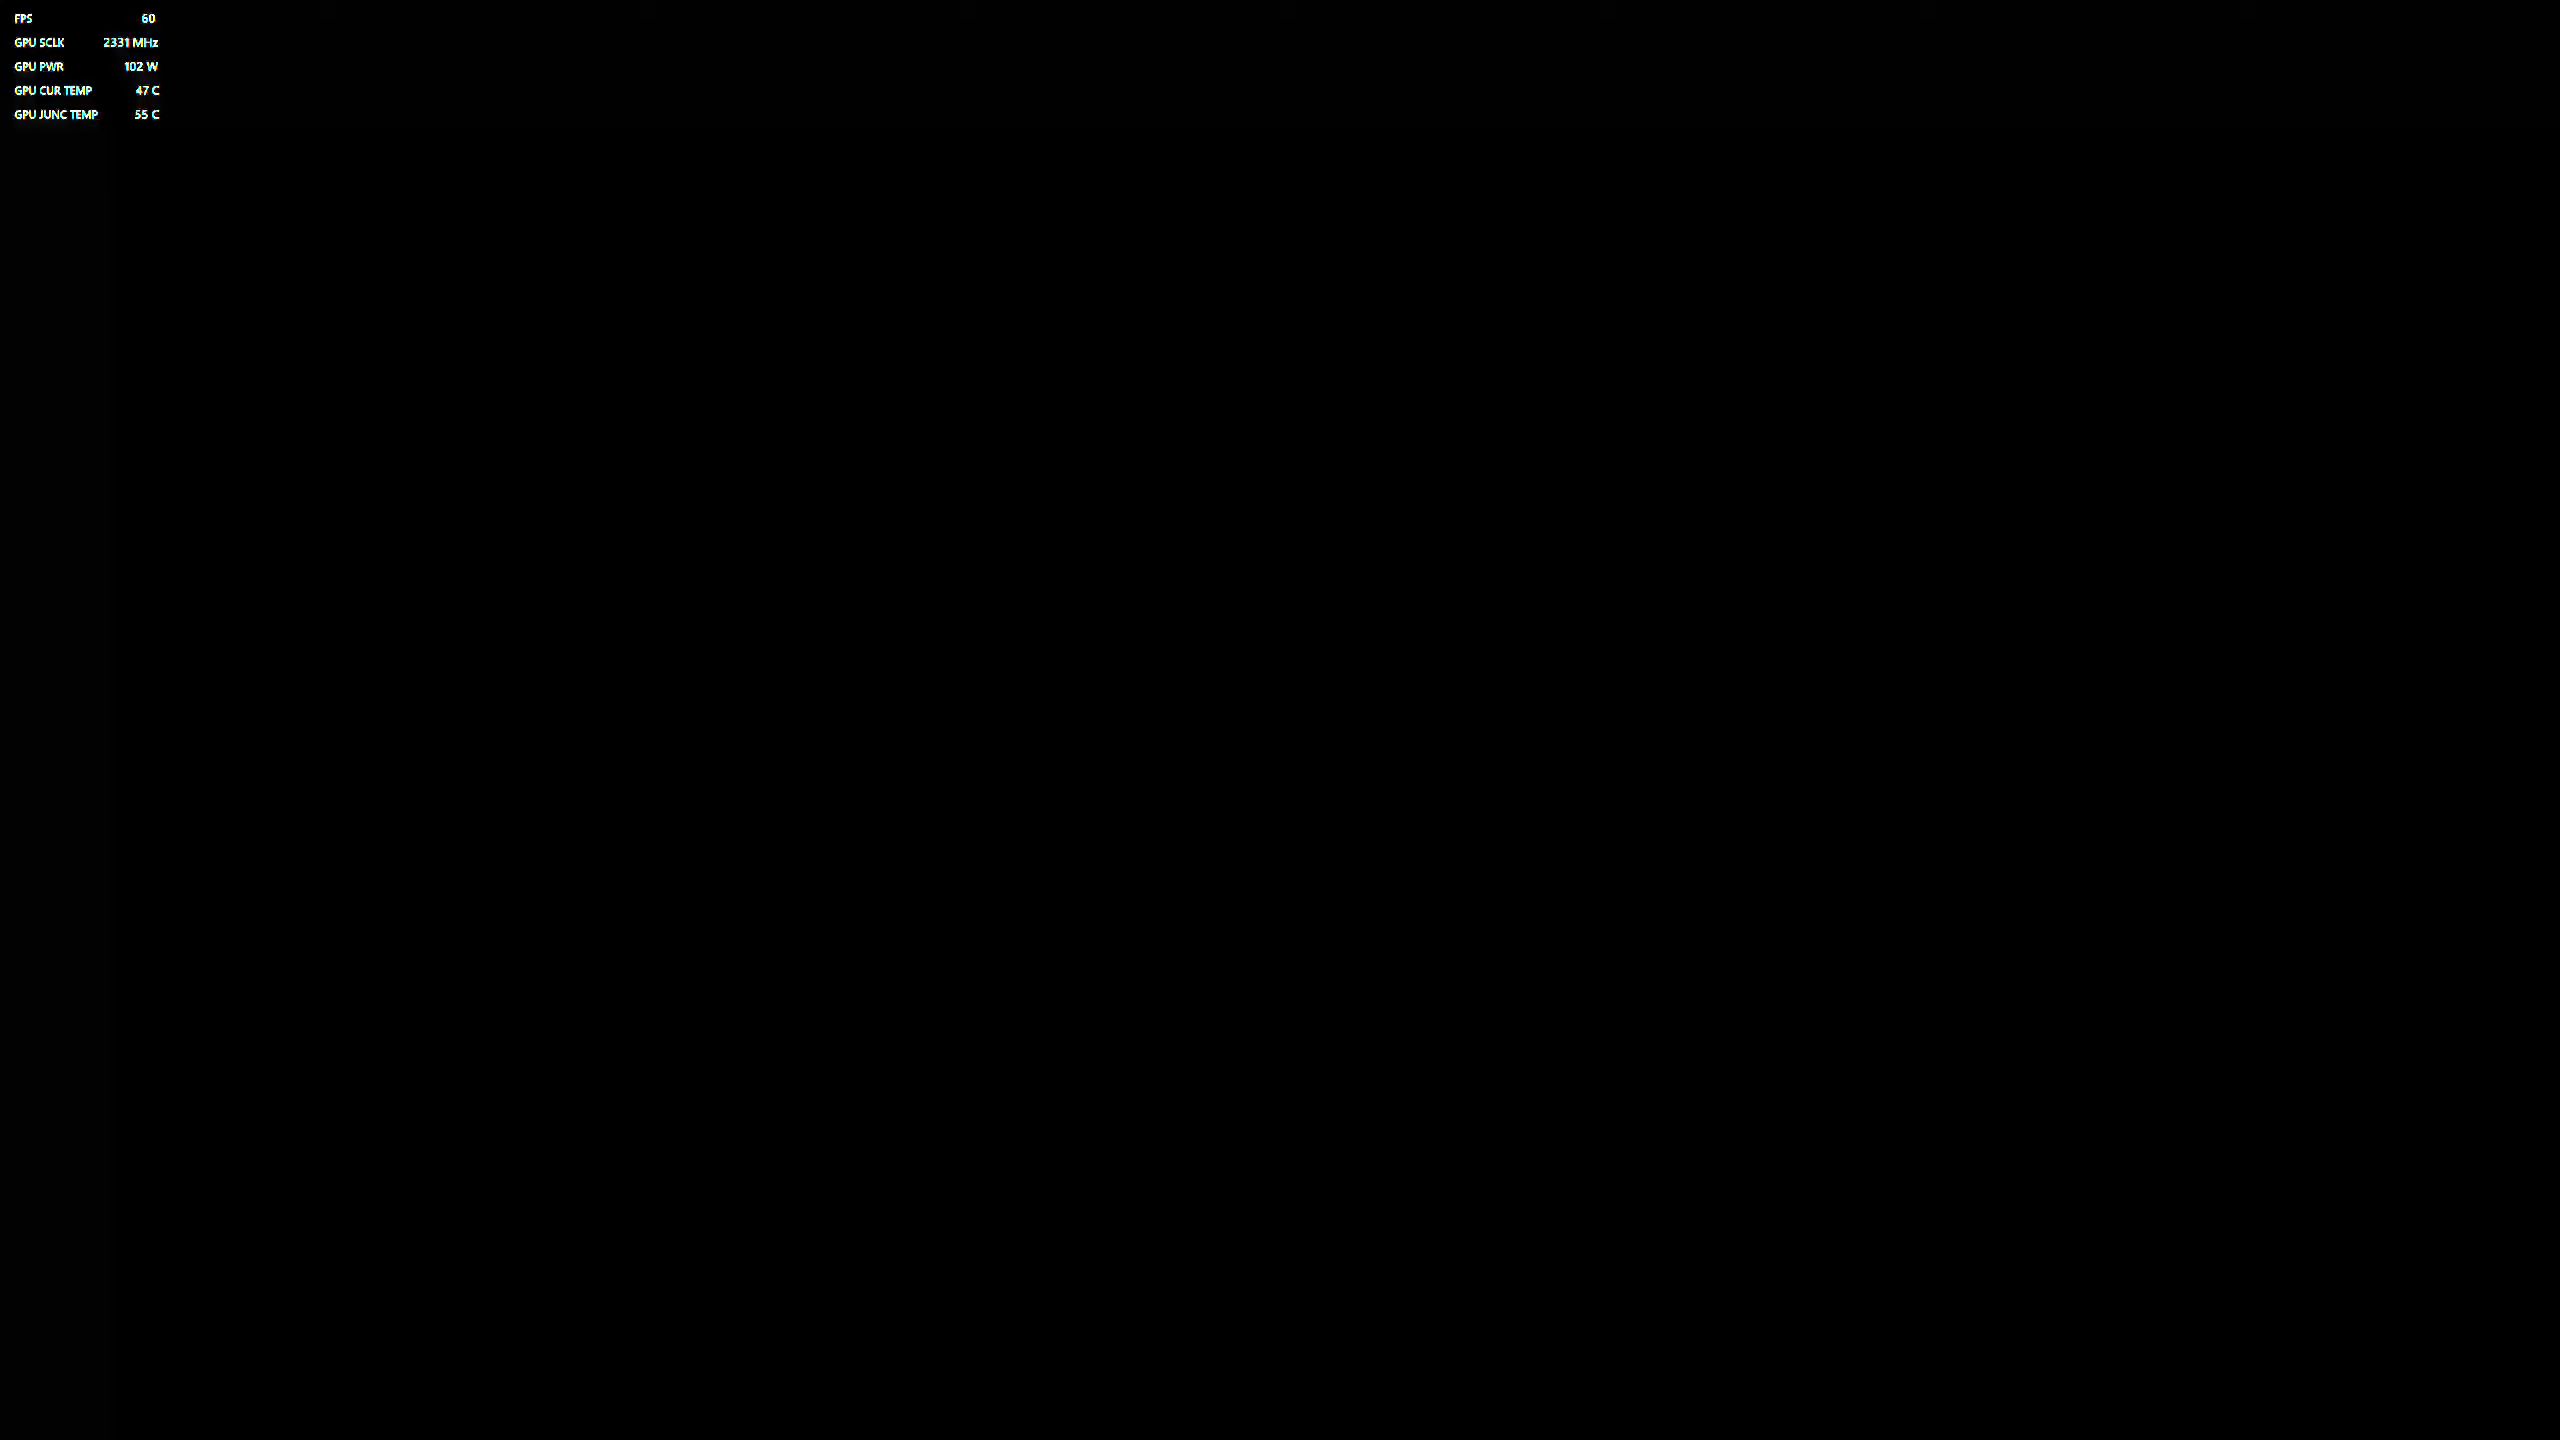 FPS 60
GPU SCLK 2331 MHz
GPU PWR 102 W
GPU CUR TEMP 47 C
GPU JUNC TEMP 55 C